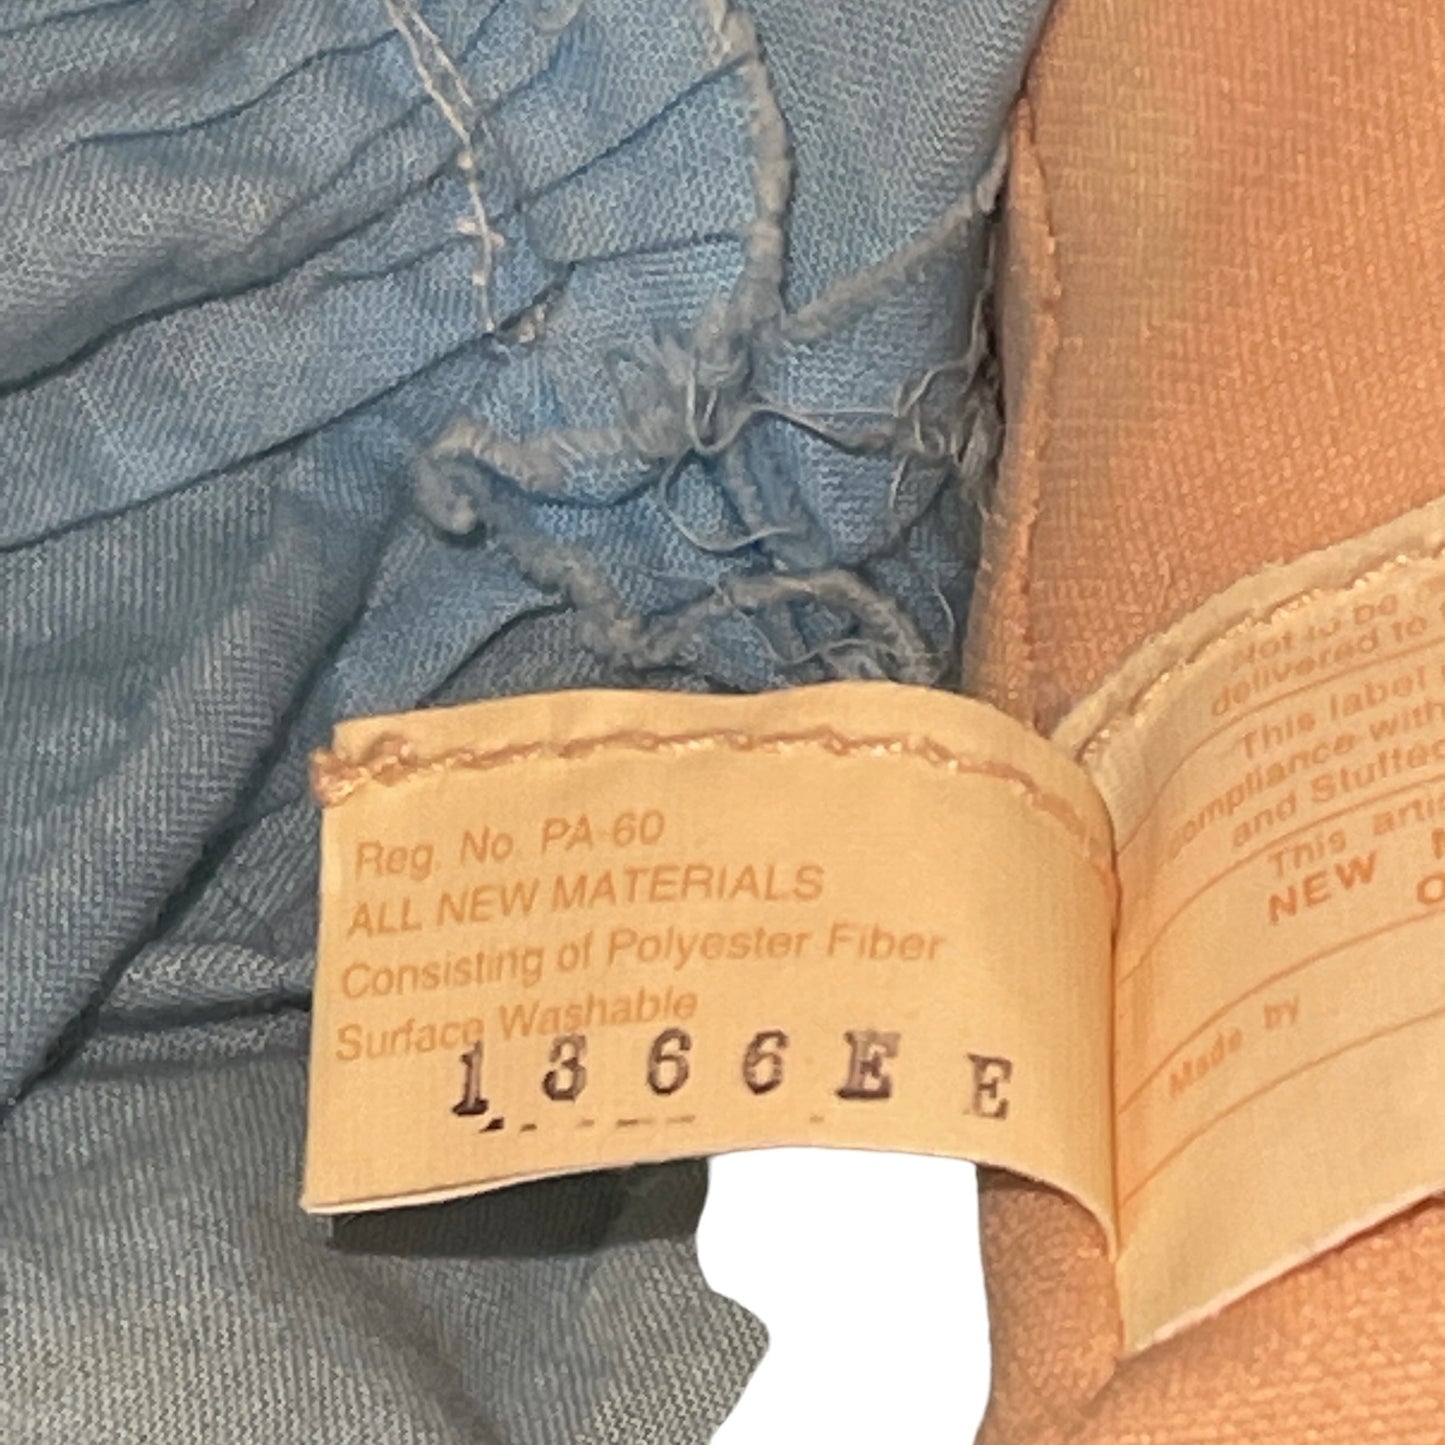 Reg. No. PA-60
ALL NEW MATERIALS
Consisting of Polyester Fiber
Surface Washable
1366E E
Not to be
delivered to
This label
compliance with
and Stuffed
This
NEW
Made by